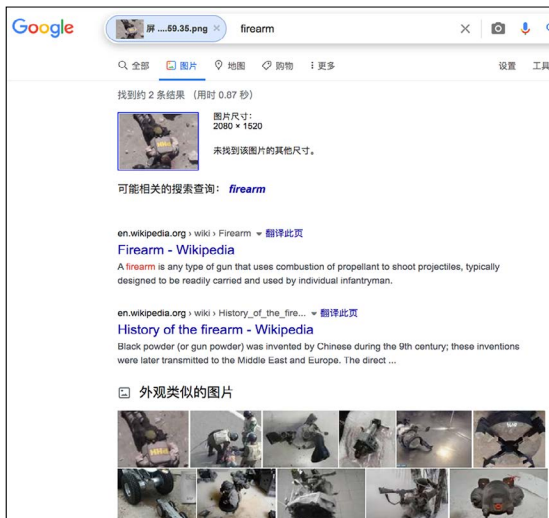 Google 屏 ....59.35.png × firearm ×
全部 图片 地图 购物 更多 设置 工具
找到约 2 条结果 （用时 0.87 秒）
图片尺寸：
2080 × 1520
未找到该图片的其他尺寸。
可能相关的搜索查询： firearm
en.wikipedia.org › wiki › Firearm 翻译此页
Firearm - Wikipedia
A firearm is any type of gun that uses combustion of propellant to shoot projectiles, typically
designed to be readily carried and used by individual infantryman.
en.wikipedia.org › wiki › History_of_the_fire... 翻译此页
History of the firearm - Wikipedia
Black powder (or gun powder) was invented by Chinese during the 9th century; these inventions
were later transmitted to the Middle East and Europe. The direct ...
外观类似的图片